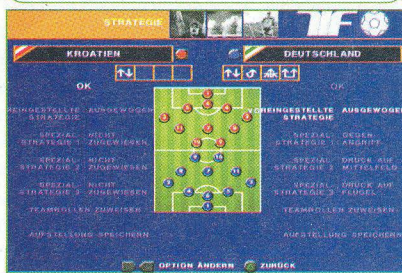 STRATEGIE
KROATIEN
DEUTSCHLAND
OK
OK
VOREINGESTELLTE AUSGEWOGEN
STRATEGIE
SPEZIAL- NICHT
STRATEGIE 1 ZUGEWIESEN
SPEZIAL- NICHT
STRATEGIE 2 ZUGEWIESEN
SPEZIAL- NICHT
STRATEGIE 3 ZUGEWIESEN
TEAMROLLEN ZUWEISEN
AUFSTELLUNG SPEICHERN
VOREINGESTELLTE AUSGEWOGEN
STRATEGIE
SPEZIAL- GEGEN-
STRATEGIE 1 ANGRIFF
SPEZIAL- DRUCK AUF
STRATEGIE 2 MITTELFELD
SPEZIAL- DRUCK AUF
STRATEGIE 3 FLÜGEL
TEAMROLLEN ZUWEISEN
AUFSTELLUNG SPEICHERN
OPTION ÄNDERN ZURÜCK